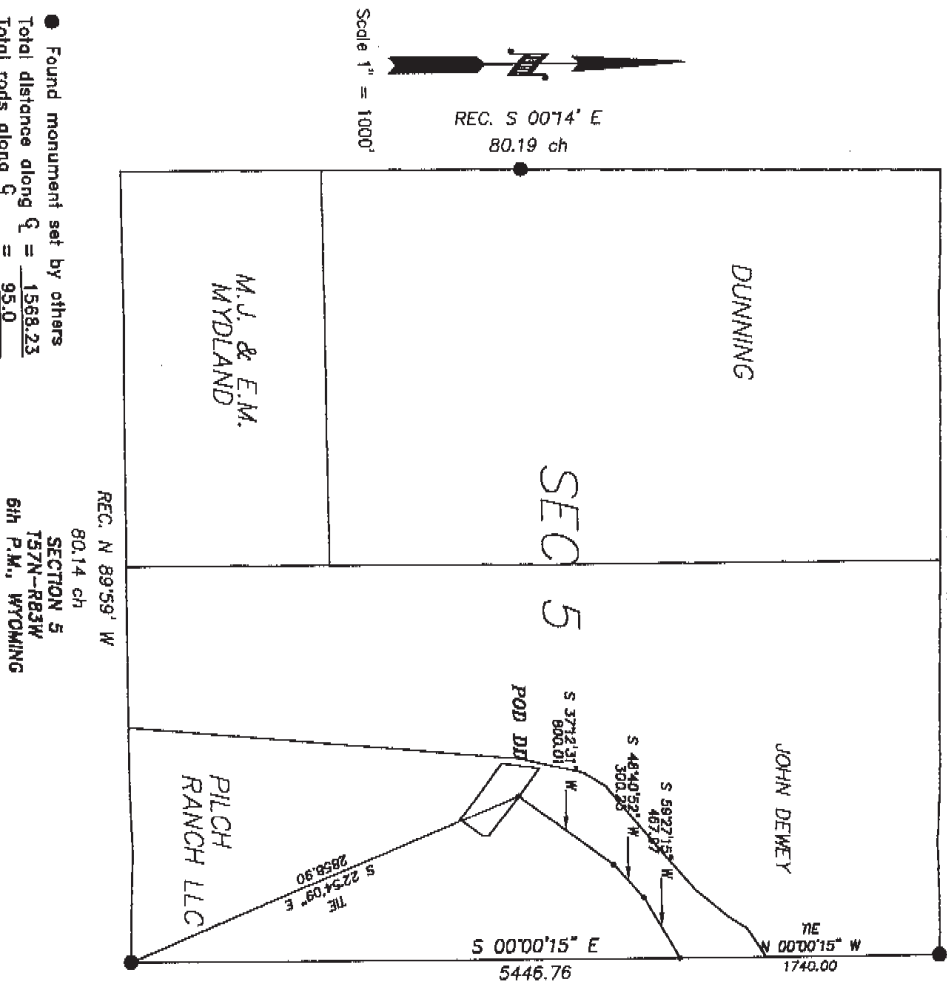 Scale 1" = 1000'
REC. S 00°14' E
80.19 ch
DUNNING
JOHN DEWEY
TIE
N 00°00'15" W
1740.00
SEC 5
S 59°27'15" W
467.97
S 48°40'52" W
300.25
S 37°12'31" W
800.01
POD DD
M.J. & E.M.
MYDLAND
PILCH
RANCH LLC
TIE
S 22°54'09" E
2858.90
S 00°00'15" E
5446.76
REC. N 89°59' W
80.14 ch
SECTION 5
T57N-R83W
6th P.M., WYOMING
● Found monument set by others
Total distance along ℄ = 1568.23
Total rods along ℄ = 95.0